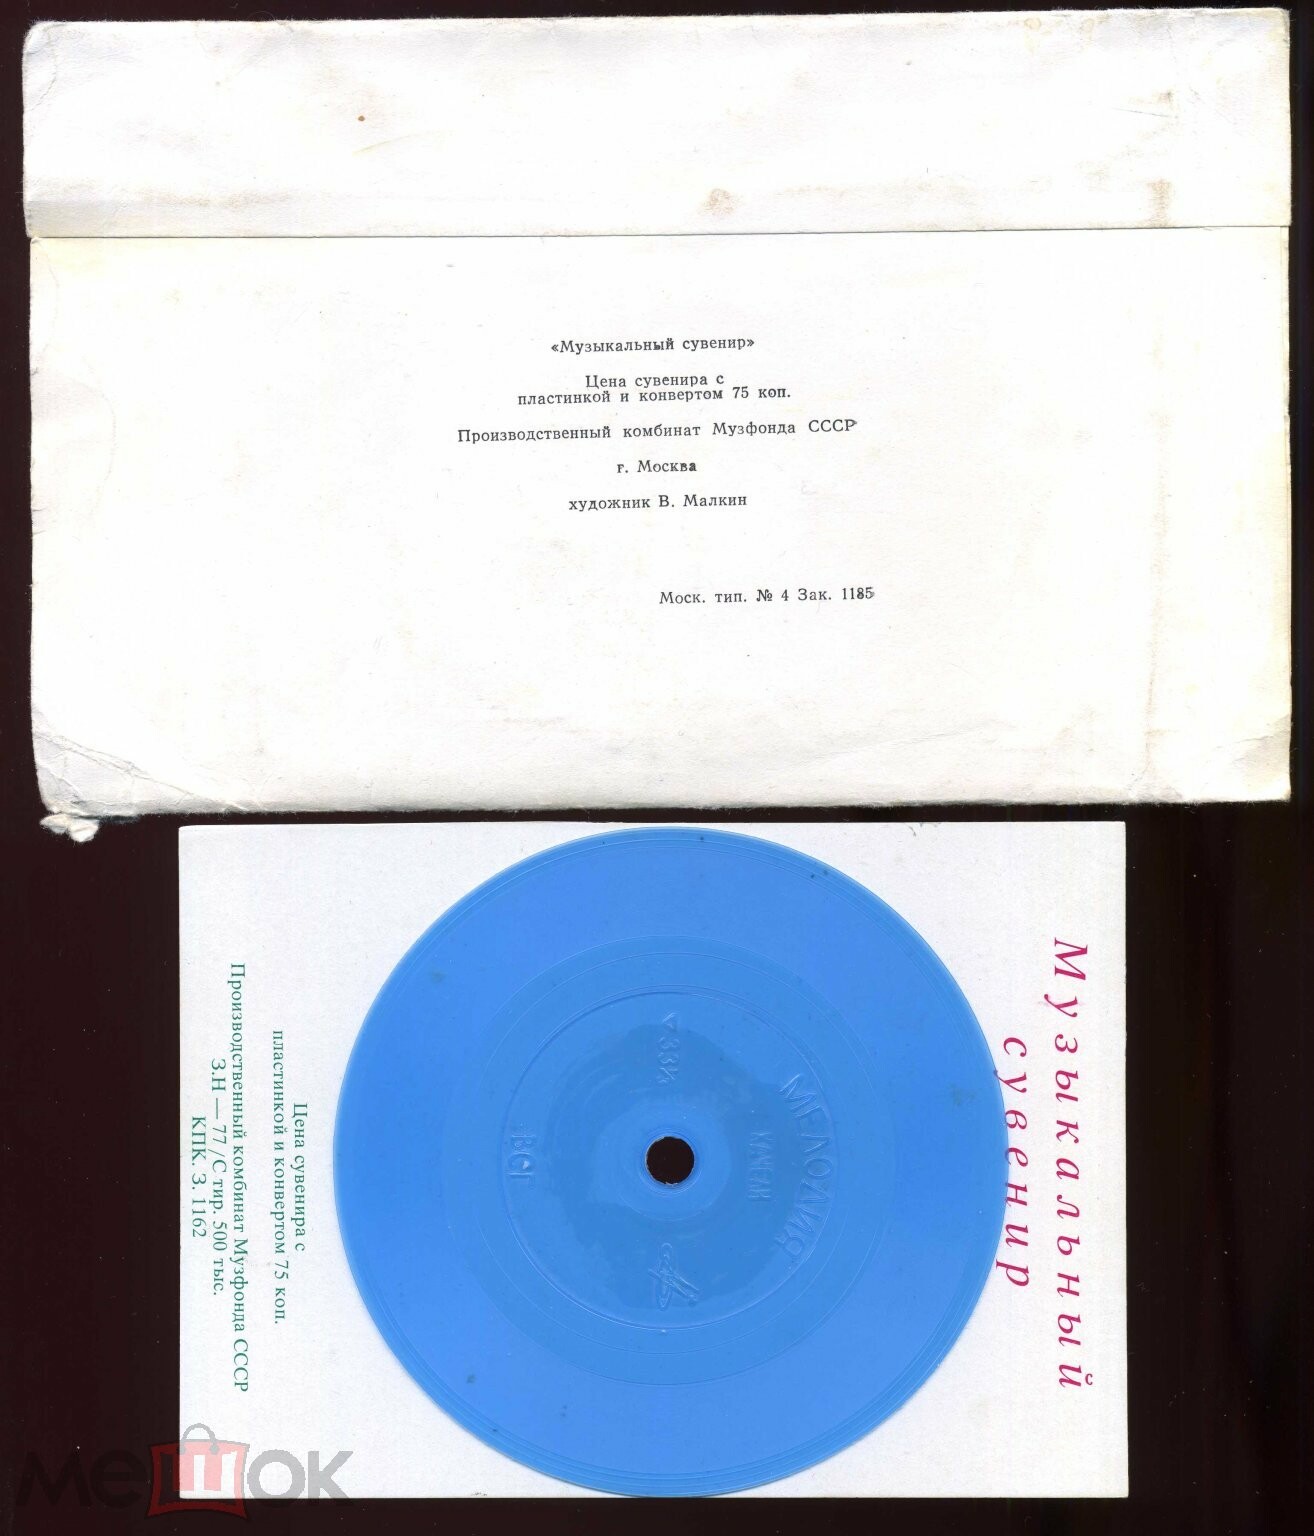 «Музыкальный сувенир»
Цена сувенира с
пластинкой и конвертом 75 коп.
Производственный комбинат Музфонда СССР
г. Москва
художник В. Малкин
Моск. тип. № 4 Зак. 1185
Музыкальный
сувенир
МЕЛОДИЯ
Цена сувенира с
пластинкой и конвертом 75 коп.
Производственный комбинат Музфонда СССР
З.Н — 77/С тир. 500 тыс.
КПК. З. 1162
мешок